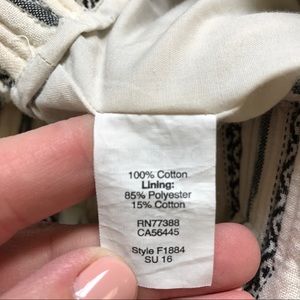 100% Cotton
Lining:
85% Polyester
15% Cotton
RN77388
CA56445
Style F1884
SU 16